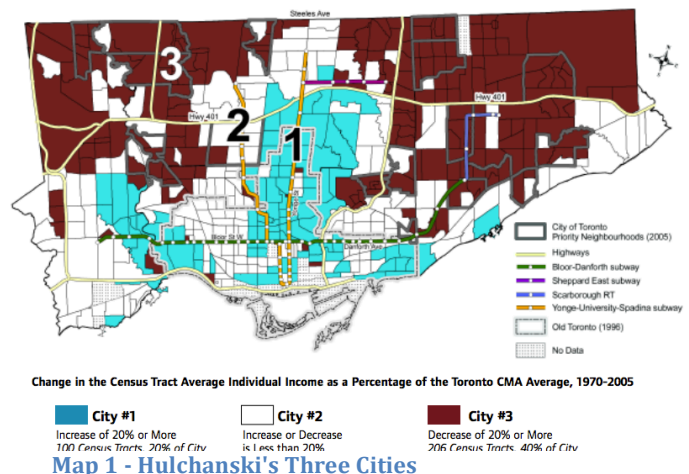 Steeles Ave
3
Hwy 401
Hwy 401
2
1
Bloor St W
Danforth Ave
City of Toronto
Priority Neighbourhoods (2005)
Highways
Bloor-Danforth subway
Sheppard East subway
Scarborough RT
Yonge-University-Spadina subway
Old Toronto (1996)
No Data
Change in the Census Tract Average Individual Income as a Percentage of the Toronto CMA Average, 1970-2005
City #1
City #2
City #3
Increase of 20% or More
Increase or Decrease
Decrease of 20% or More
100 Census Tracts, 20% of City
is Less than 20%
206 Census Tracts, 40% of City
Map 1 - Hulchanski's Three Cities